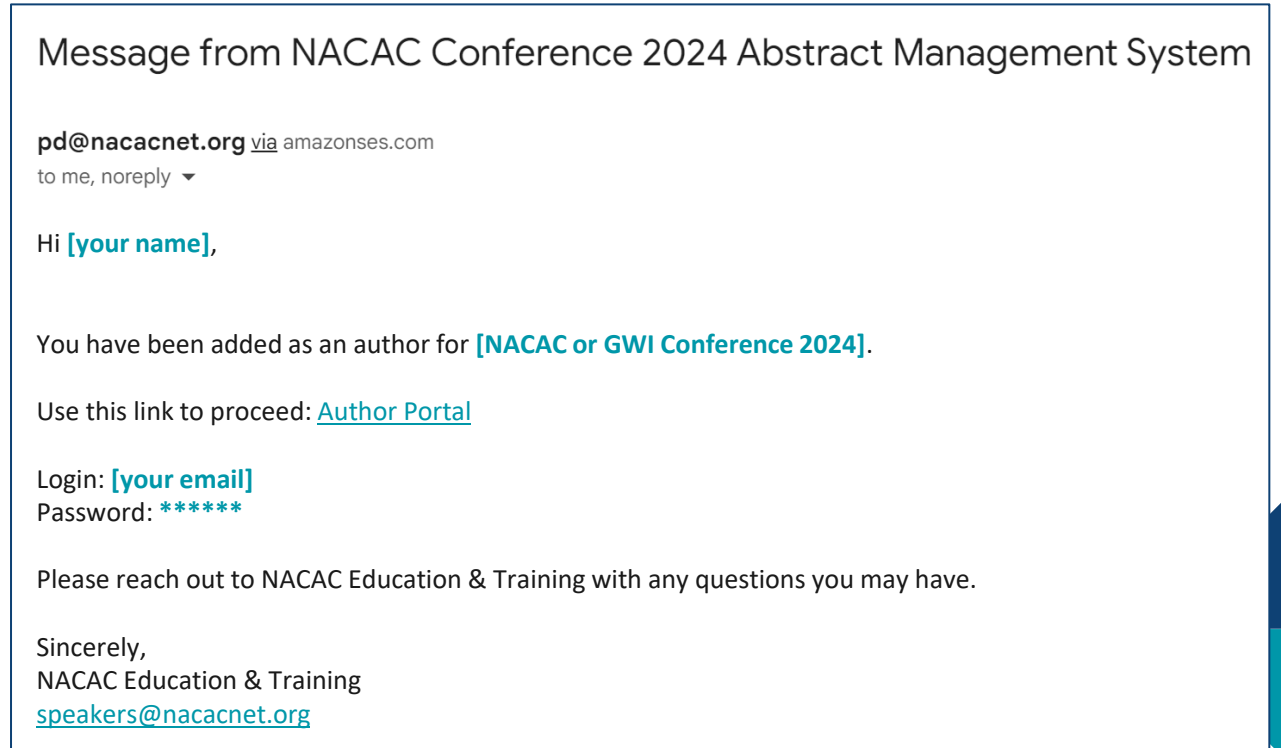 Message from NACAC Conference 2024 Abstract Management System
pd@nacacnet.org via amazonses.com
to me, noreply
Hi [your name],
You have been added as an author for [NACAC or GWI Conference 2024].
Use this link to proceed: Author Portal
Login: [your email]
Password: ******
Please reach out to NACAC Education & Training with any questions you may have.
Sincerely,
NACAC Education & Training
speakers@nacacnet.org